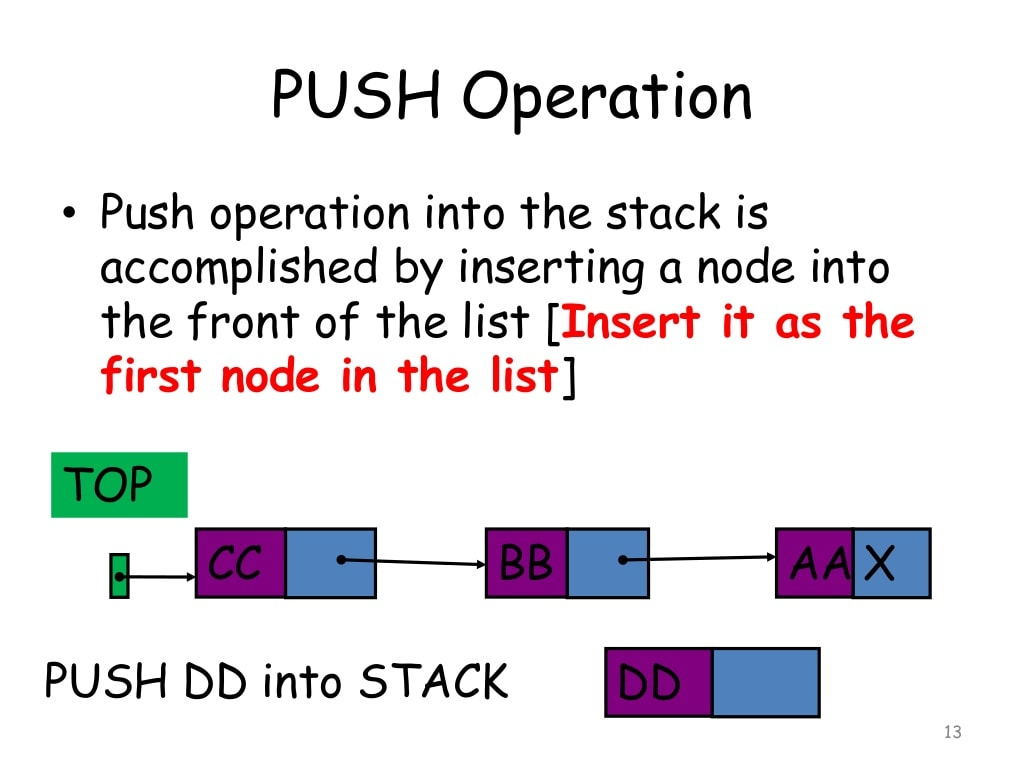 PUSH Operation
• Push operation into the stack is
accomplished by inserting a node into
the front of the list [Insert it as the
first node in the list]
TOP
CC BB AA X
PUSH DD into STACK DD
13